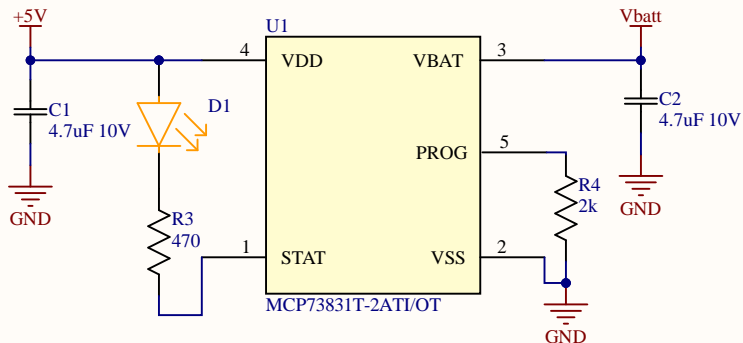 +5V
U1
Vbatt
4
VDD
VBAT
3
C1
4.7uF 10V
D1
C2
4.7uF 10V
PROG
5
R4
2k
GND
R3
470
GND
1
STAT
VSS
2
MCP73831T-2ATI/OT
GND